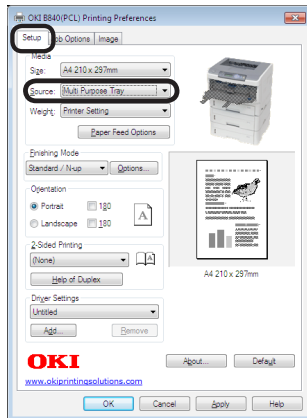 OKI B840(PCL) Printing Preferences
Setup Job Options Image
Media
Size: A4 210 x 297mm
Source: Multi Purpose Tray
Weight: Printer Setting
Paper Feed Options
Finishing Mode
Standard / N-up Options...
Orientation
Portrait 180
Landscape 180
A
2-Sided Printing
(None)
Help of Duplex
A4 210 x 297mm
Driver Settings
Untitled
Add... Remove
OKI
About... Default
www.okiprintingsolutions.com
OK Cancel Apply Help